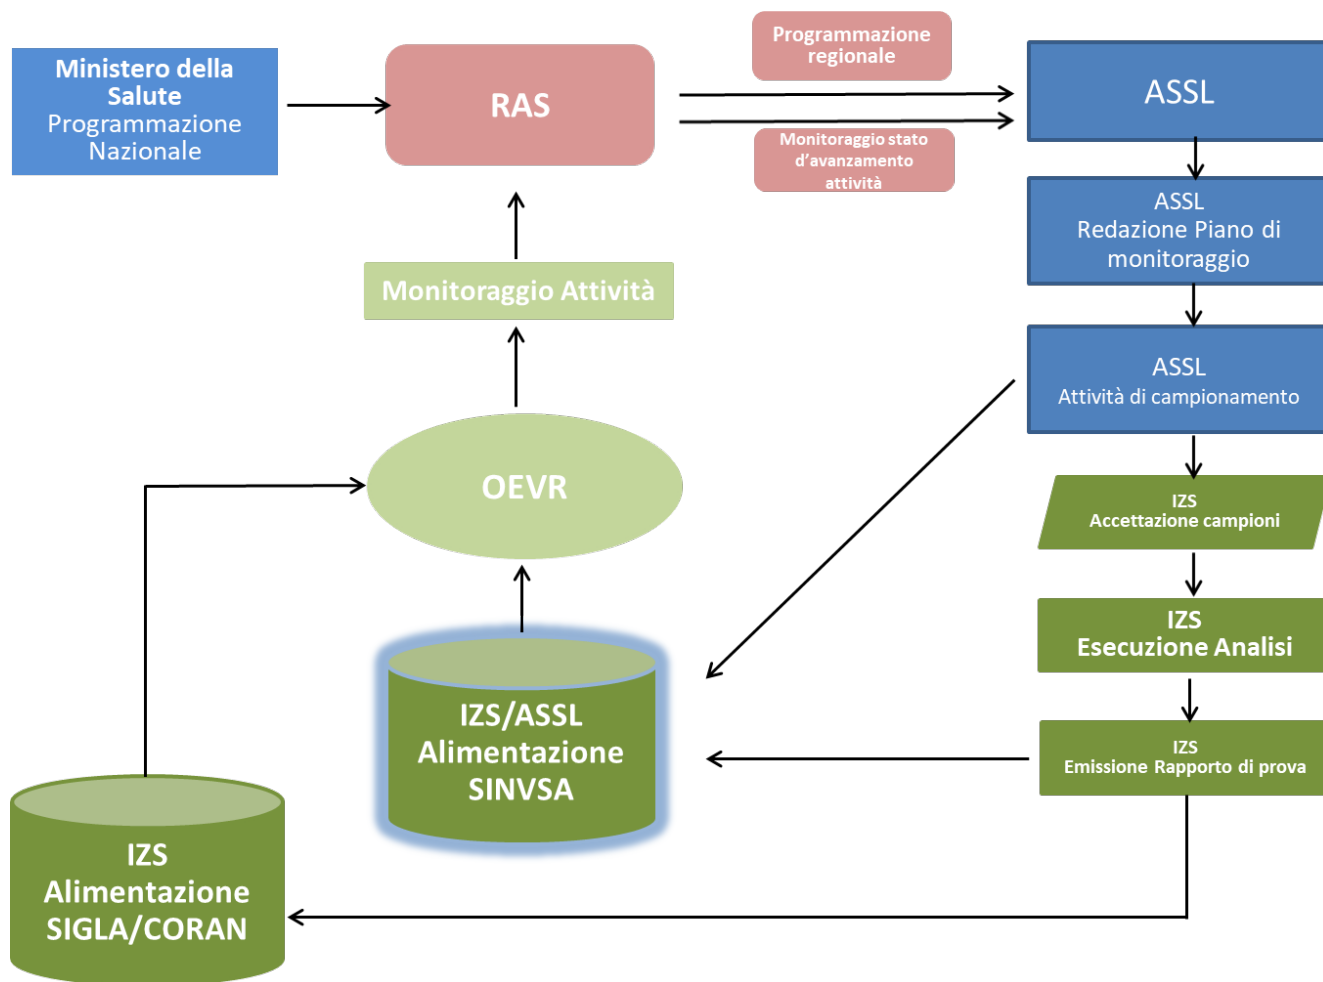 Ministero della
Salute
Programmazione
Nazionale
RAS
Programmazione
regionale
Monitoraggio stato
d’avanzamento
attività
ASSL
ASSL
Redazione Piano di
monitoraggio
Monitoraggio Attività
ASSL
Attività di campionamento
OEVR
IZS
Accettazione campioni
IZS
Esecuzione Analisi
IZS/ASSL
Alimentazione
SINVSA
IZS
Emissione Rapporto di prova
IZS
Alimentazione
SIGLA/CORAN